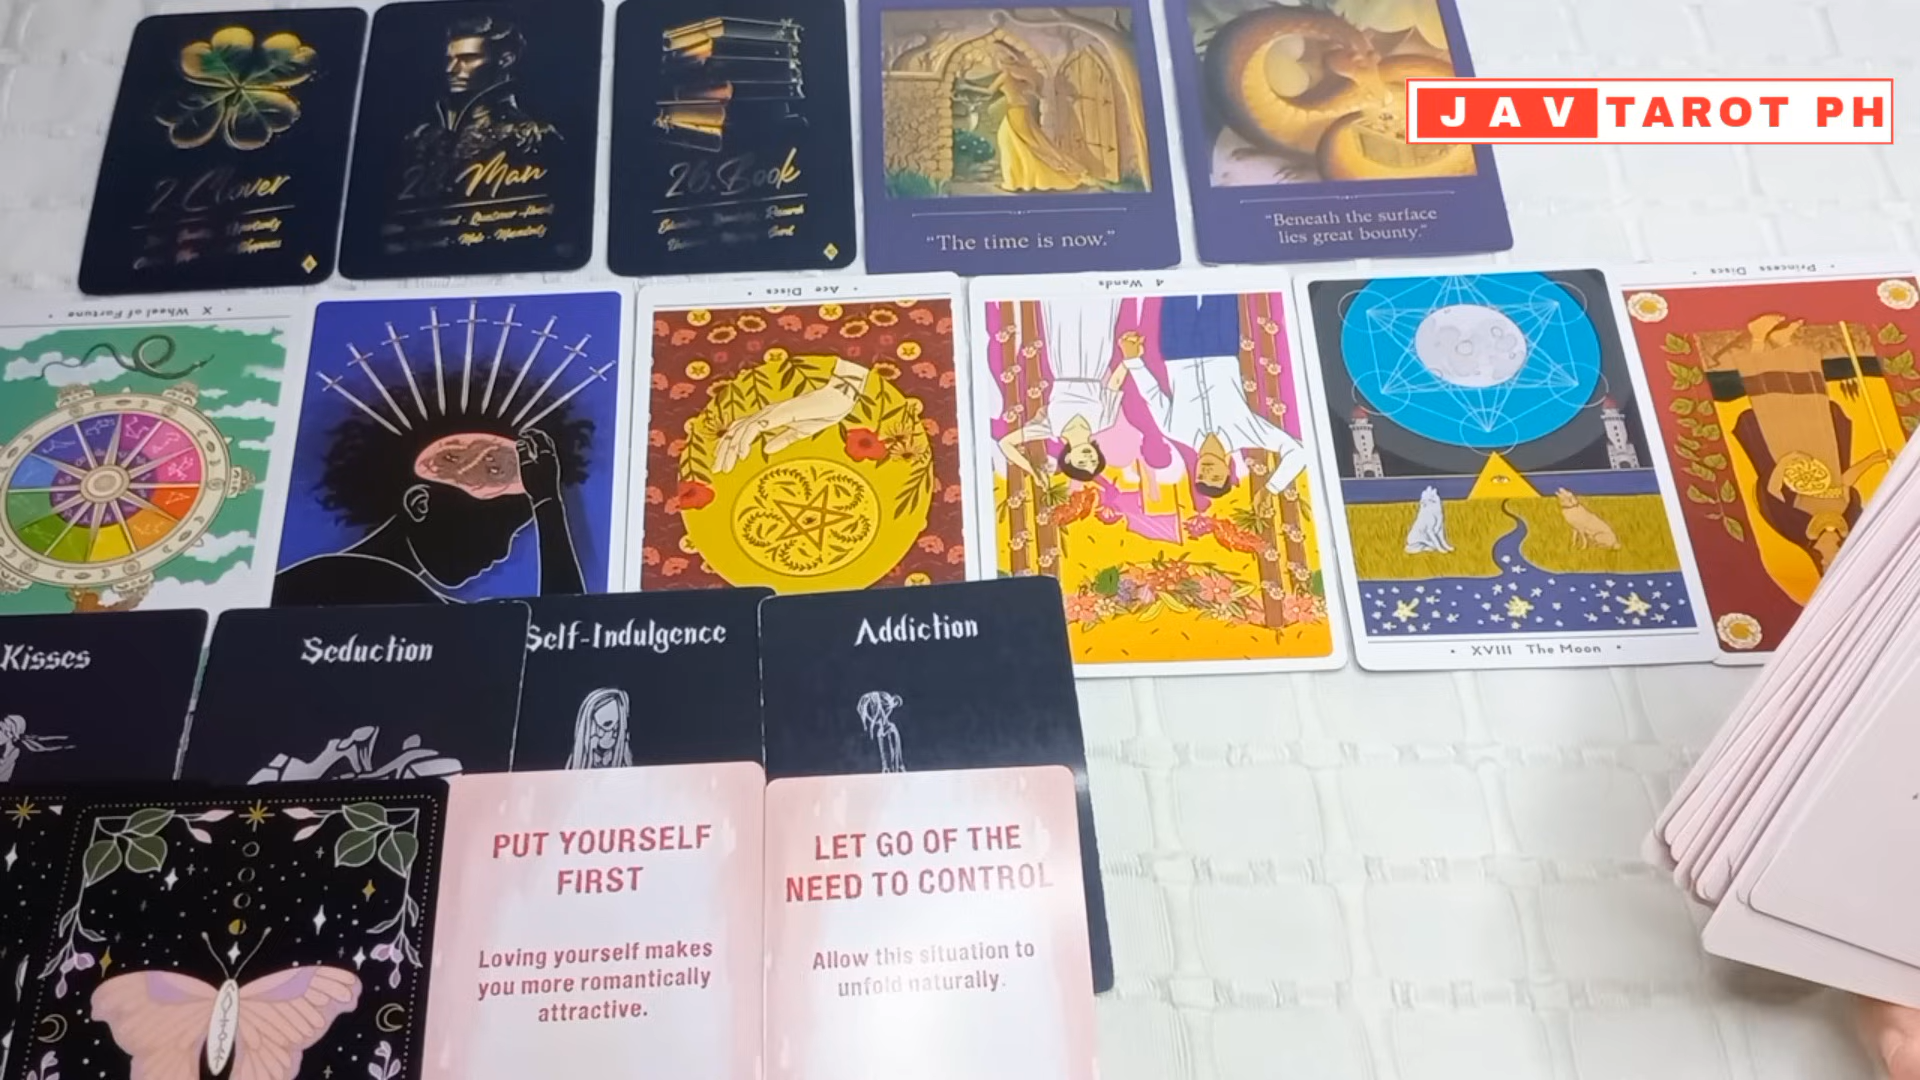 JAV TAROT PH
2. Clover
Man
26. Book
"The time is now."
"Beneath the surface
lies great bounty."
X Wheel of Fortune
Ace Discs
4 Wands
XVIII The Moon
Princess Discs
Kisses
Seduction
Self-Indulgence
Addiction
PUT YOURSELF
FIRST
Loving yourself makes
you more romantically
attractive.
LET GO OF THE
NEED TO CONTROL
Allow this situation to
unfold naturally.